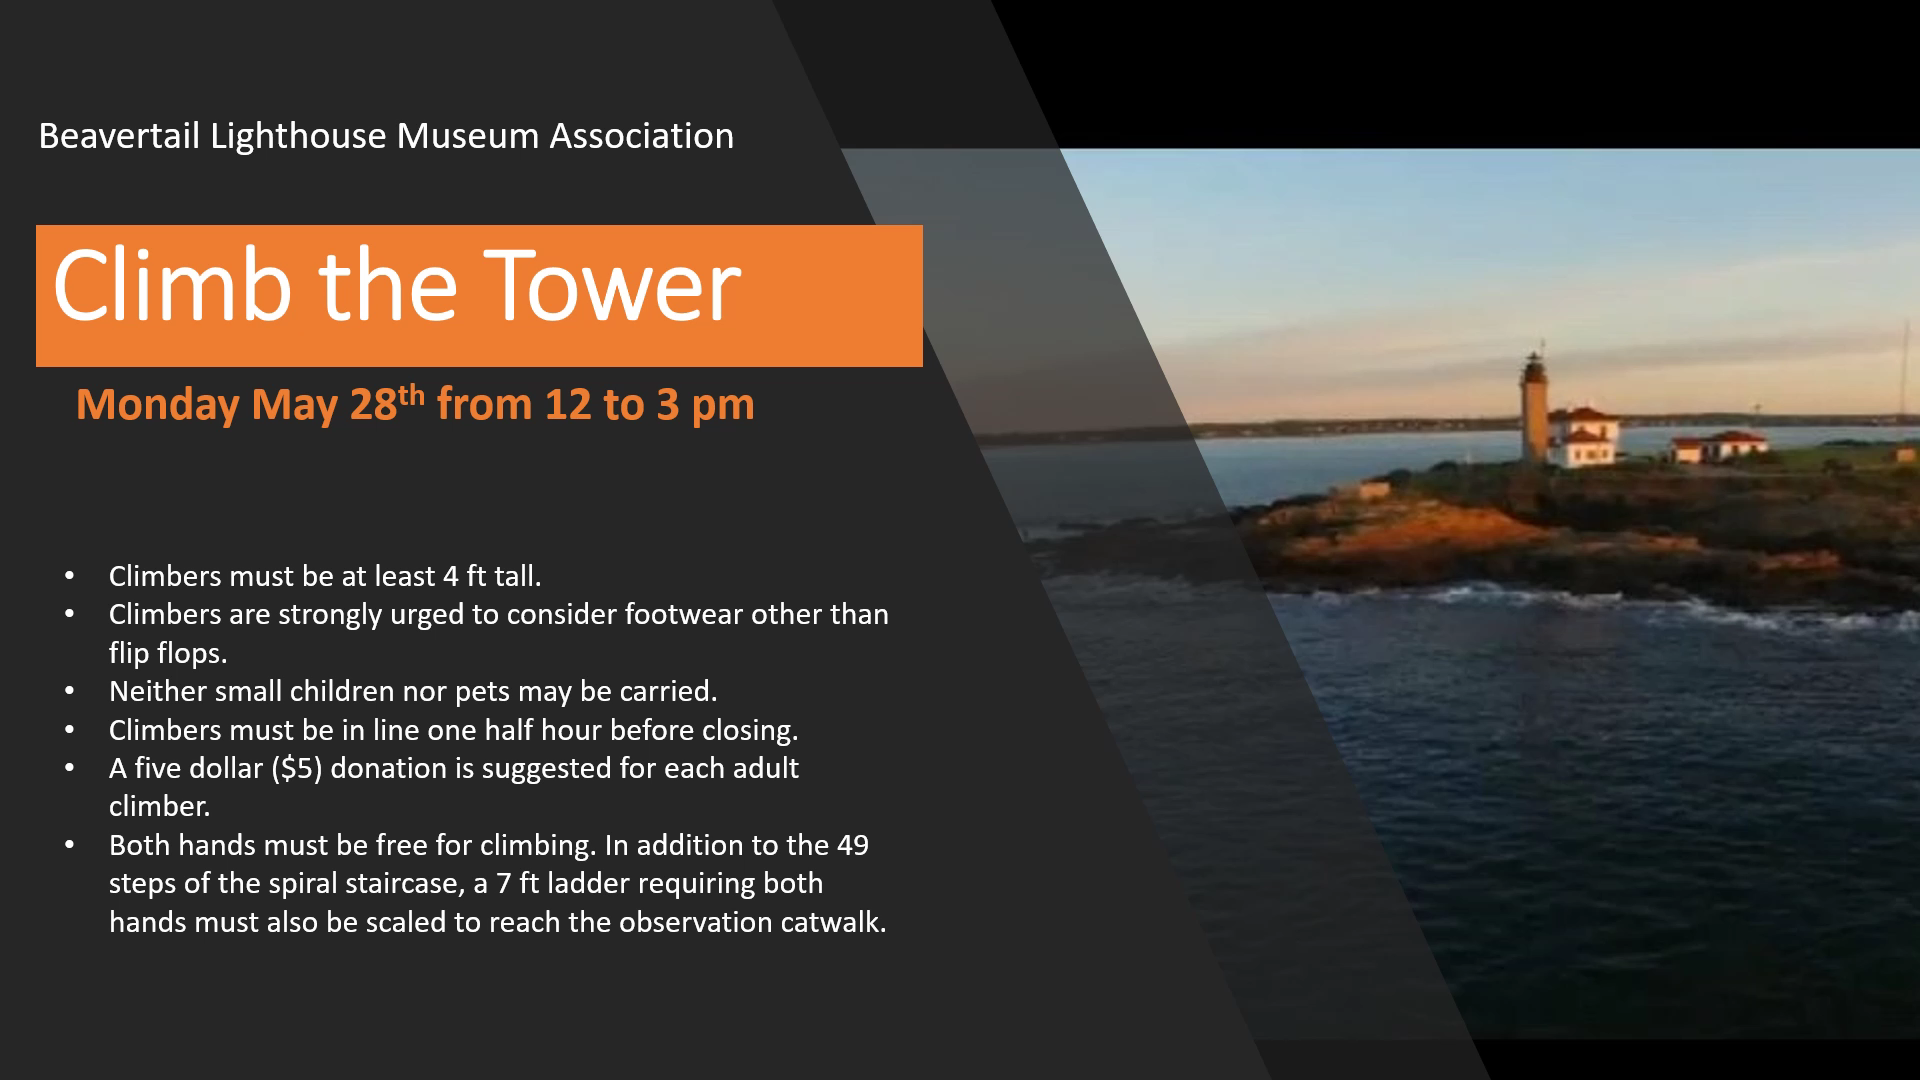 Beavertail Lighthouse Museum Association
Climb the Tower
Monday May 28th from 12 to 3 pm
• Climbers must be at least 4 ft tall.
• Climbers are strongly urged to consider footwear other than
flip flops.
• Neither small children nor pets may be carried.
• Climbers must be in line one half hour before closing.
• A five dollar ($5) donation is suggested for each adult
climber.
• Both hands must be free for climbing. In addition to the 49
steps of the spiral staircase, a 7 ft ladder requiring both
hands must also be scaled to reach the observation catwalk.